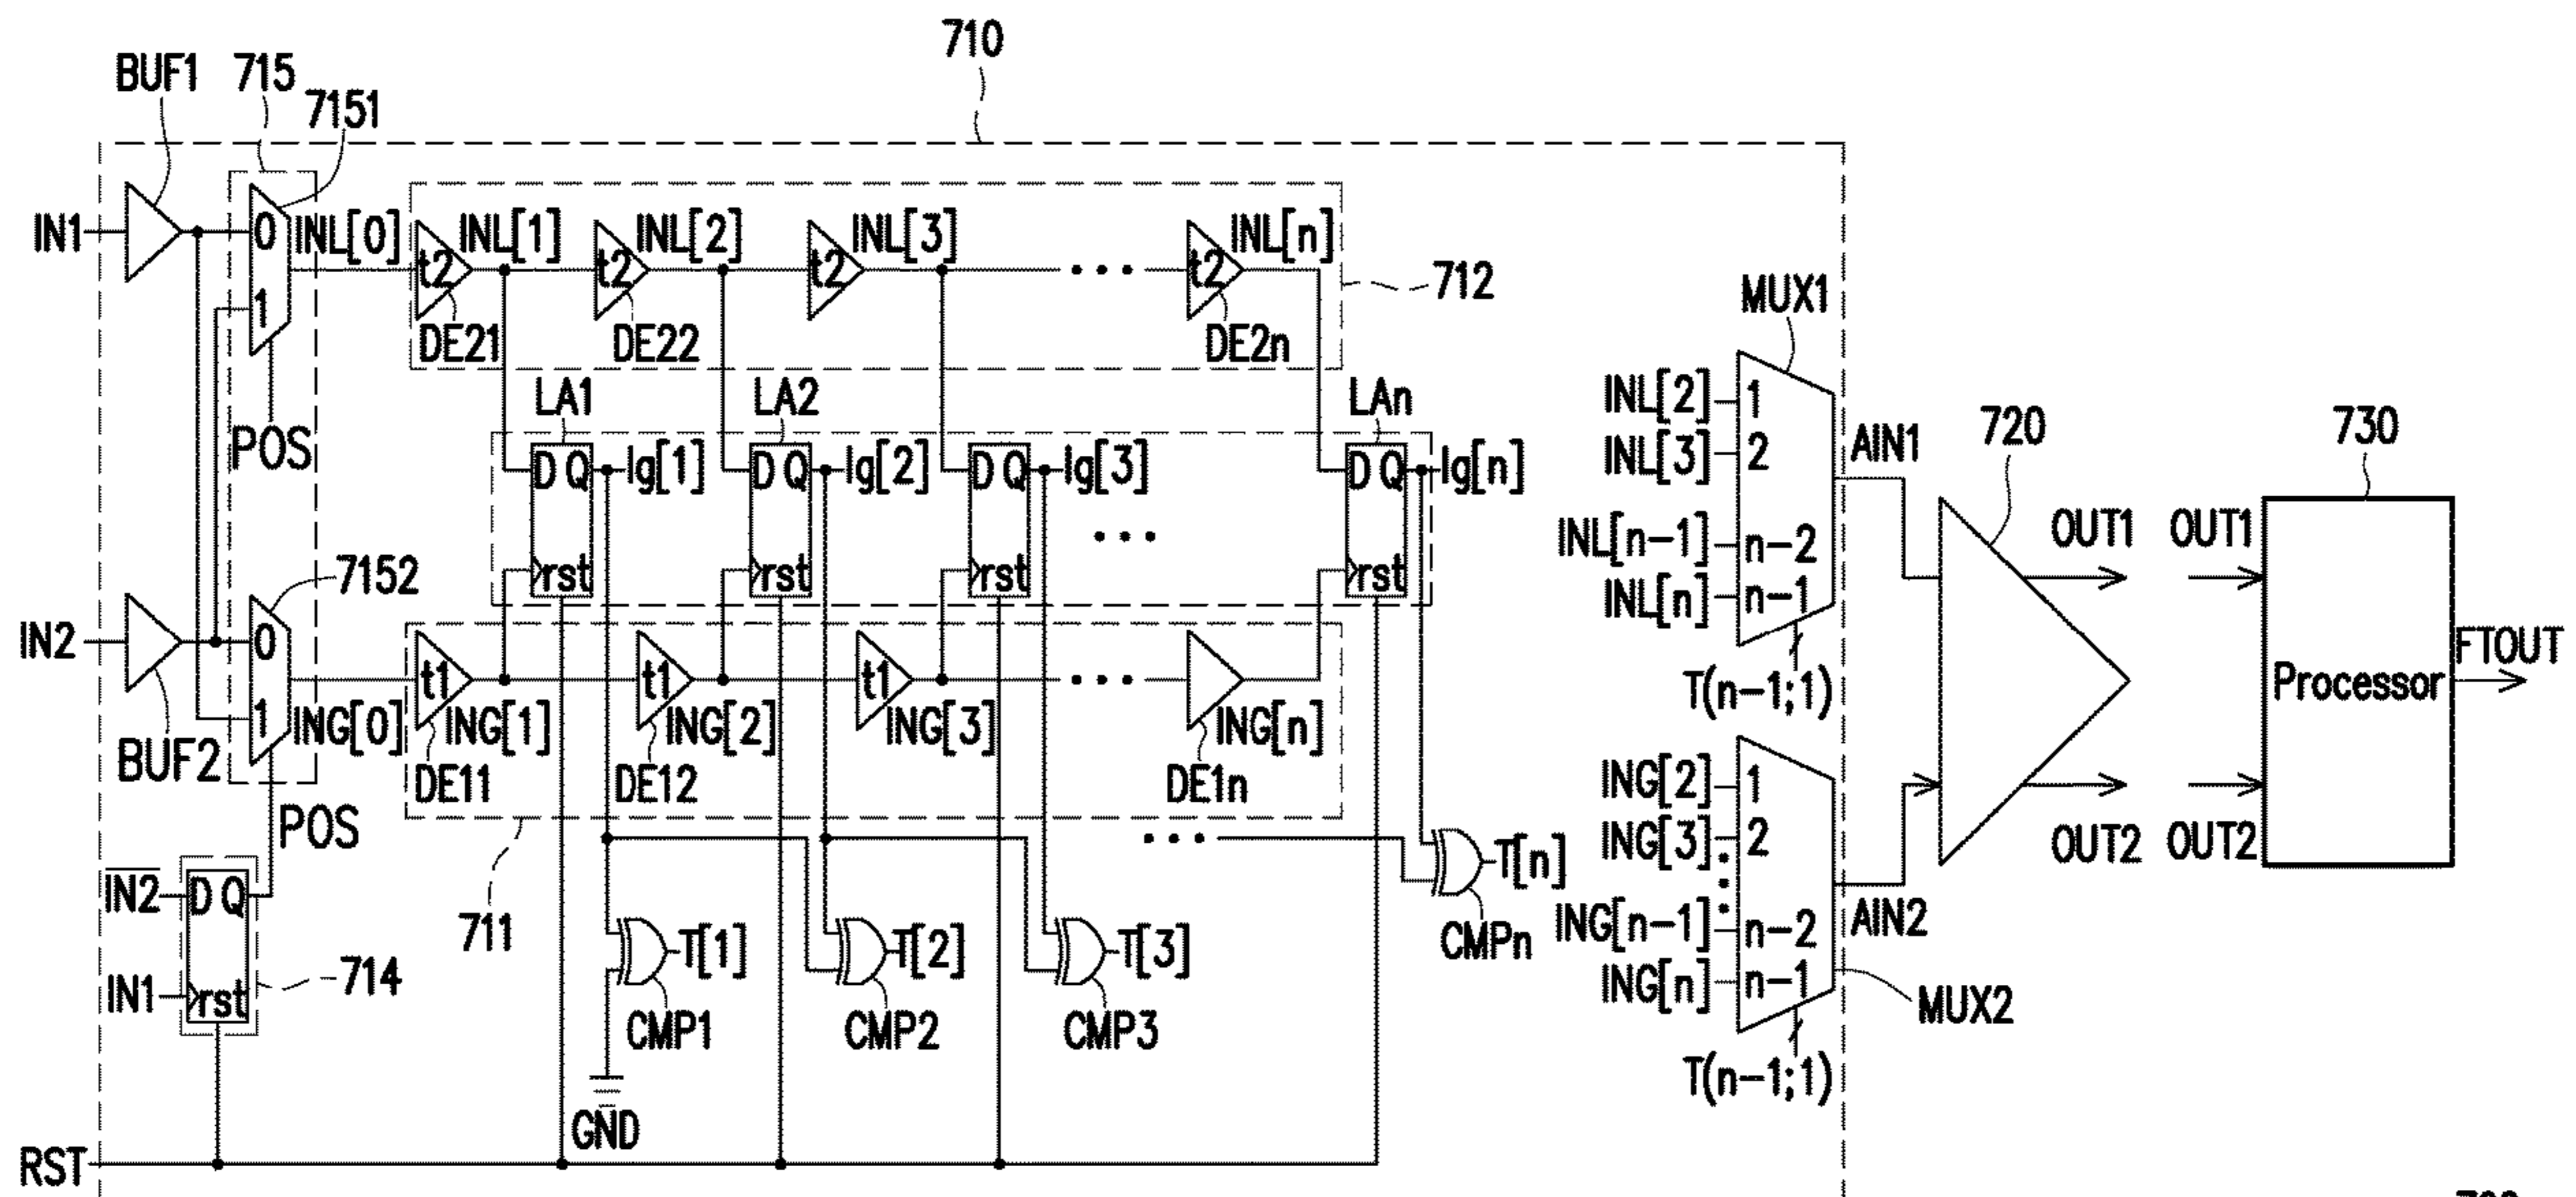 710
BUF1
715
7151
IN1
0
1
INL[0]
POS
t2
INL[1]
DE21
t2
INL[2]
DE22
t2
INL[3]
...
t2
INL[n]
DE2n
712
LA1
D Q
rst
Ig[1]
LA2
D Q
rst
Ig[2]
D Q
rst
Ig[3]
...
LAn
D Q
rst
Ig[n]
IN2
BUF2
7152
0
1
ING[0]
POS
t1
ING[1]
DE11
t1
ING[2]
DE12
t1
ING[3]
...
ING[n]
DE1n
711
IN2
D Q
IN1
rst
714
T[1]
CMP1
GND
T[2]
CMP2
T[3]
CMP3
...
T[n]
CMPn
RST
MUX1
INL[2]
1
INL[3]
2
INL[n-1]
n-2
INL[n]
n-1
T(n-1;1)
AIN1
ING[2]
1
ING[3]
2
ING[n-1]
n-2
ING[n]
n-1
T(n-1;1)
AIN2
MUX2
720
OUT1
OUT2
730
OUT1
OUT2
Processor
FTOUT